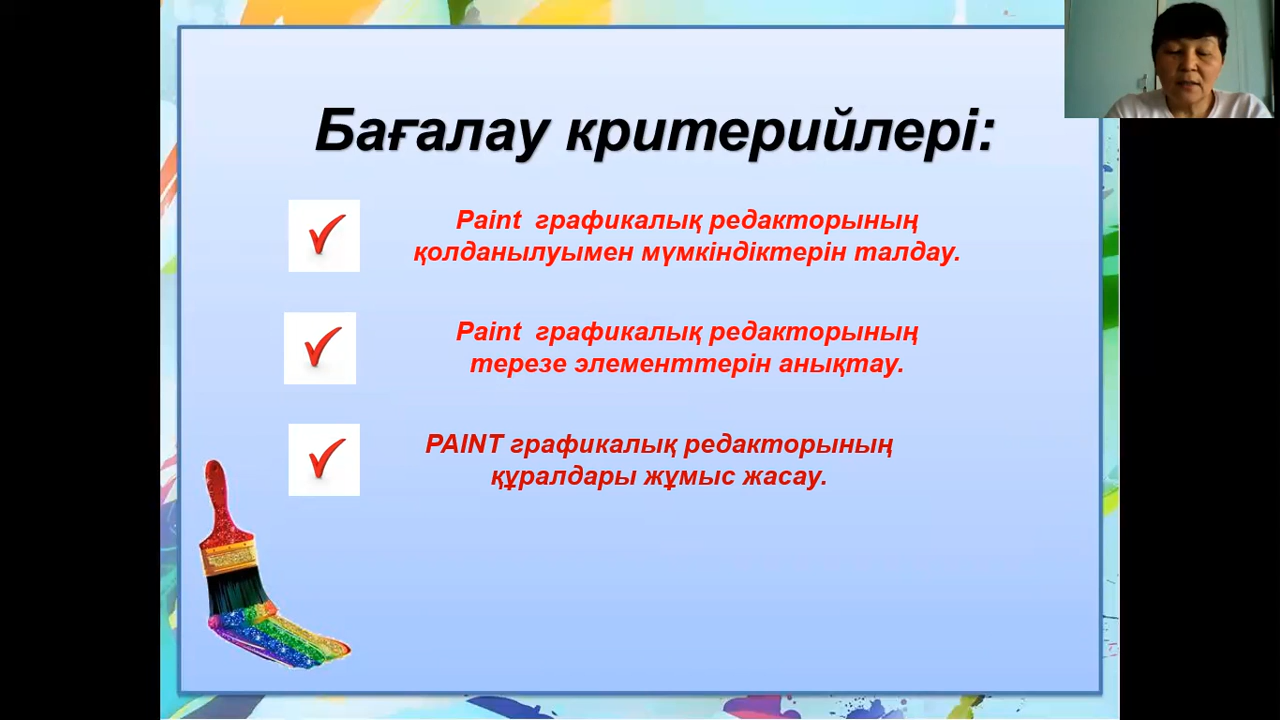 Бағалау критерийлері:
Paint графикалық редакторының
қолданылуымен мүмкіндіктерін талдау.
Paint графикалық редакторының
терезе элементтерін анықтау.
PAINT графикалық редакторының
құралдары жұмыс жасау.